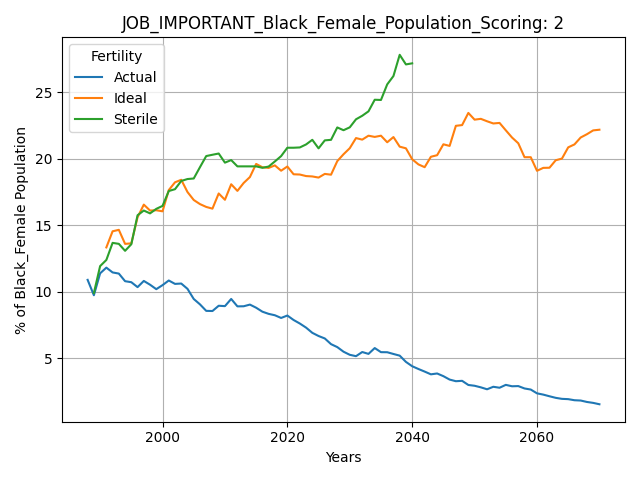 JOB_IMPORTANT_Black_Female_Population_Scoring: 2
Fertility
Actual
Ideal
Sterile
% of Black_Female Population
25
20
15
10
5
2000
2020
2040
2060
Years